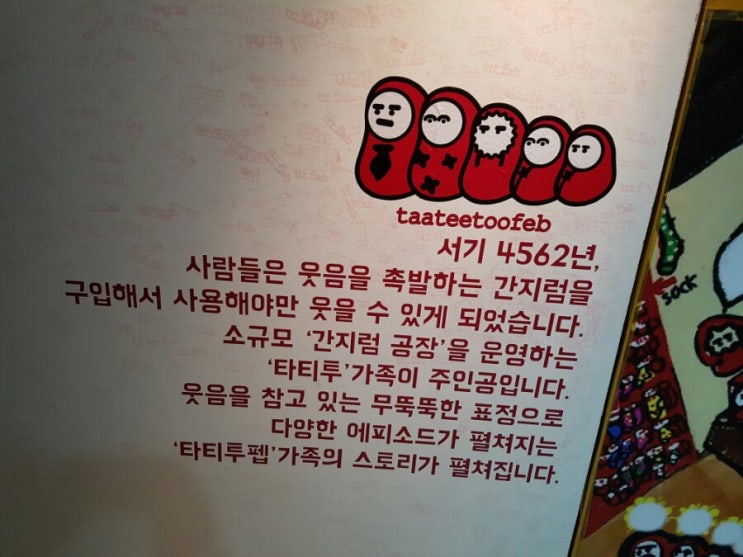 taateetoofeb
서기 4562년,
사람들은 웃음을 촉발하는 간지럼을
구입해서 사용해야만 웃을 수 있게 되었습니다.
소규모 '간지럼 공장'을 운영하는
'타티투'가족이 주인공입니다.
웃음을 참고 있는 무뚝뚝한 표정으로
다양한 에피소드가 펼쳐지는
'타티투펩'가족의 스토리가 펼쳐집니다.
sock